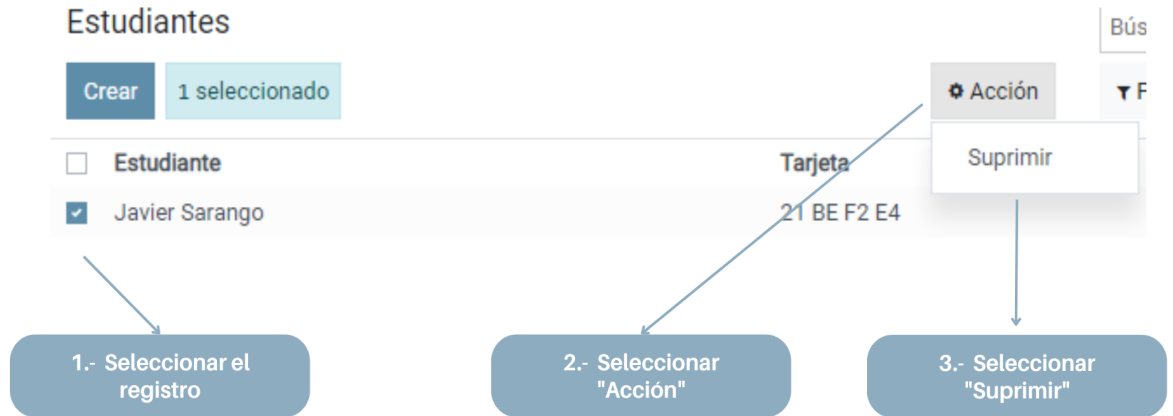 Estudiantes
Bús
Crear
1 seleccionado
Acción
F
Suprimir
Estudiante
Tarjeta
Javier Sarango
21 BE F2 E4
1.- Seleccionar el
registro
2.- Seleccionar
"Acción"
3.- Seleccionar
"Suprimir"